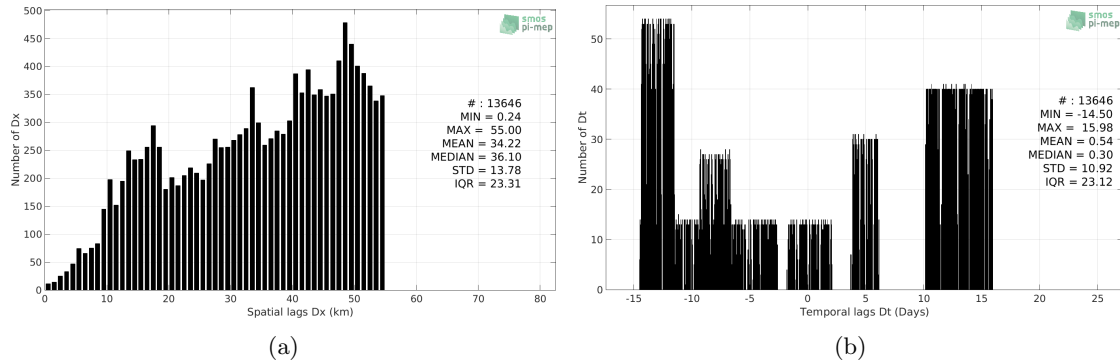 500
450
400
350
300
250
200
150
100
50
0
Number of Dx
0 10 20 30 40 50 60 70 80
Spatial lags Dx (km)
smos
pi-mep
# : 13646
MIN = 0.24
MAX = 55.00
MEAN = 34.22
MEDIAN = 36.10
STD = 13.78
IQR = 23.31
(a)
50
40
30
20
10
0
Number of Dt
-15 -10 -5 0 5 10 15 20 25
Temporal lags Dt (Days)
smos
pi-mep
# : 13646
MIN = -14.50
MAX = 15.98
MEAN = 0.54
MEDIAN = 0.30
STD = 10.92
IQR = 23.12
(b)